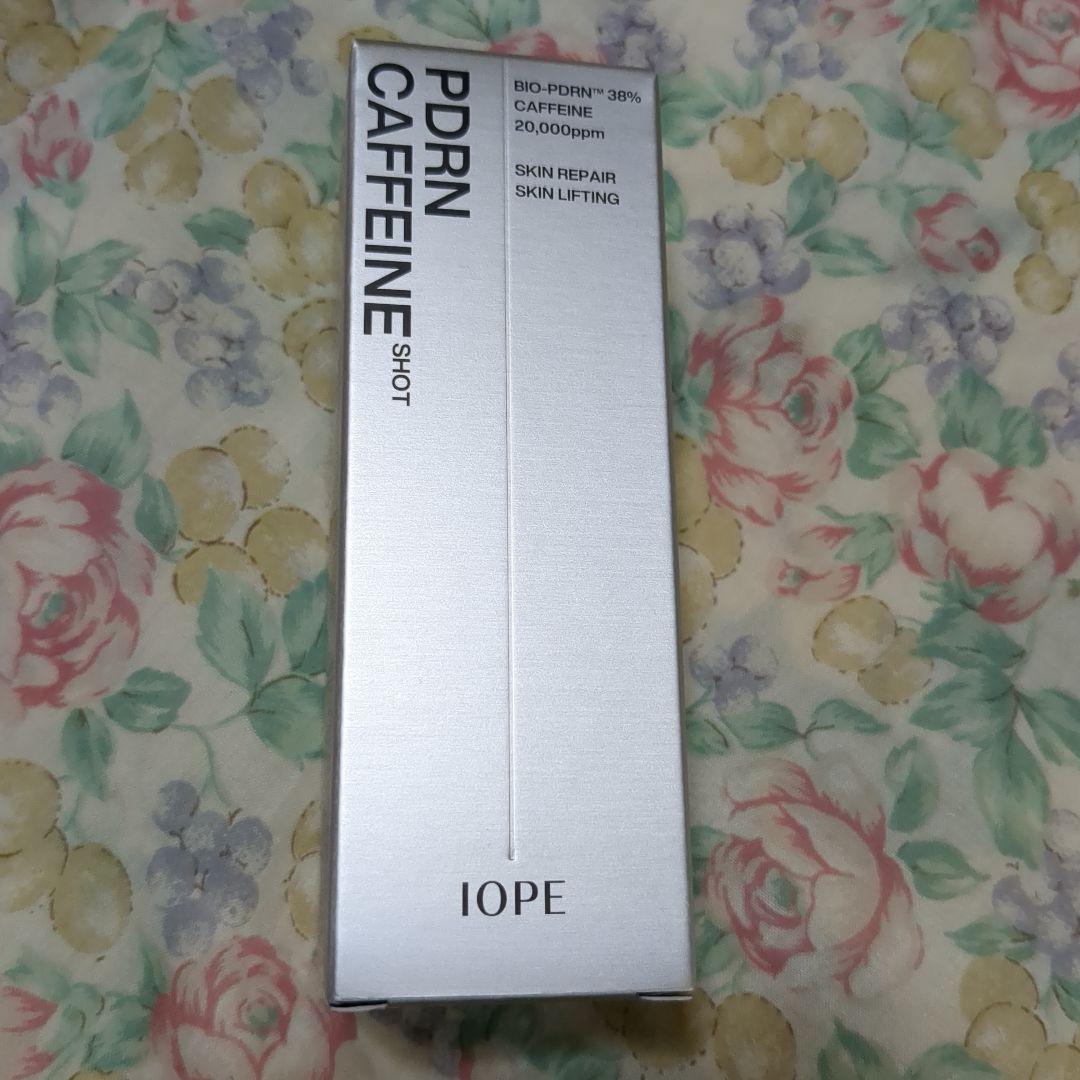 PDRN
CAFFEINE SHOT
BIO-PDRN™ 38%
CAFFEINE
20,000ppm
SKIN REPAIR
SKIN LIFTING
IOPE